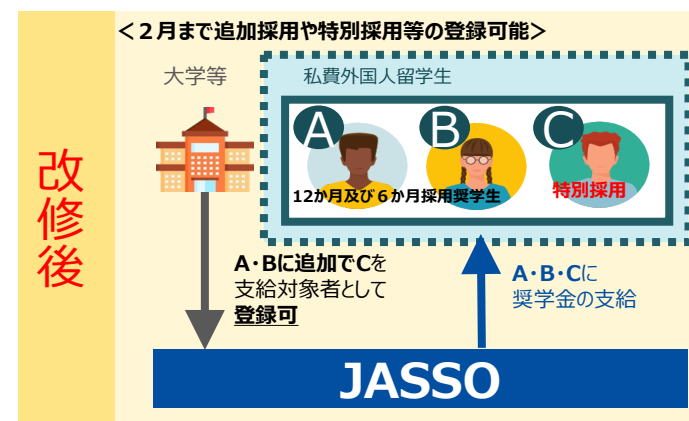 改修後
＜２月まで追加採用や特別採用等の登録可能＞
大学等
私費外国人留学生
A
B
C
12か月及び６か月採用奨学生
特別採用
A・Bに追加でCを
支給対象者として
登録可
A・B・Cに
奨学金の支給
JASSO